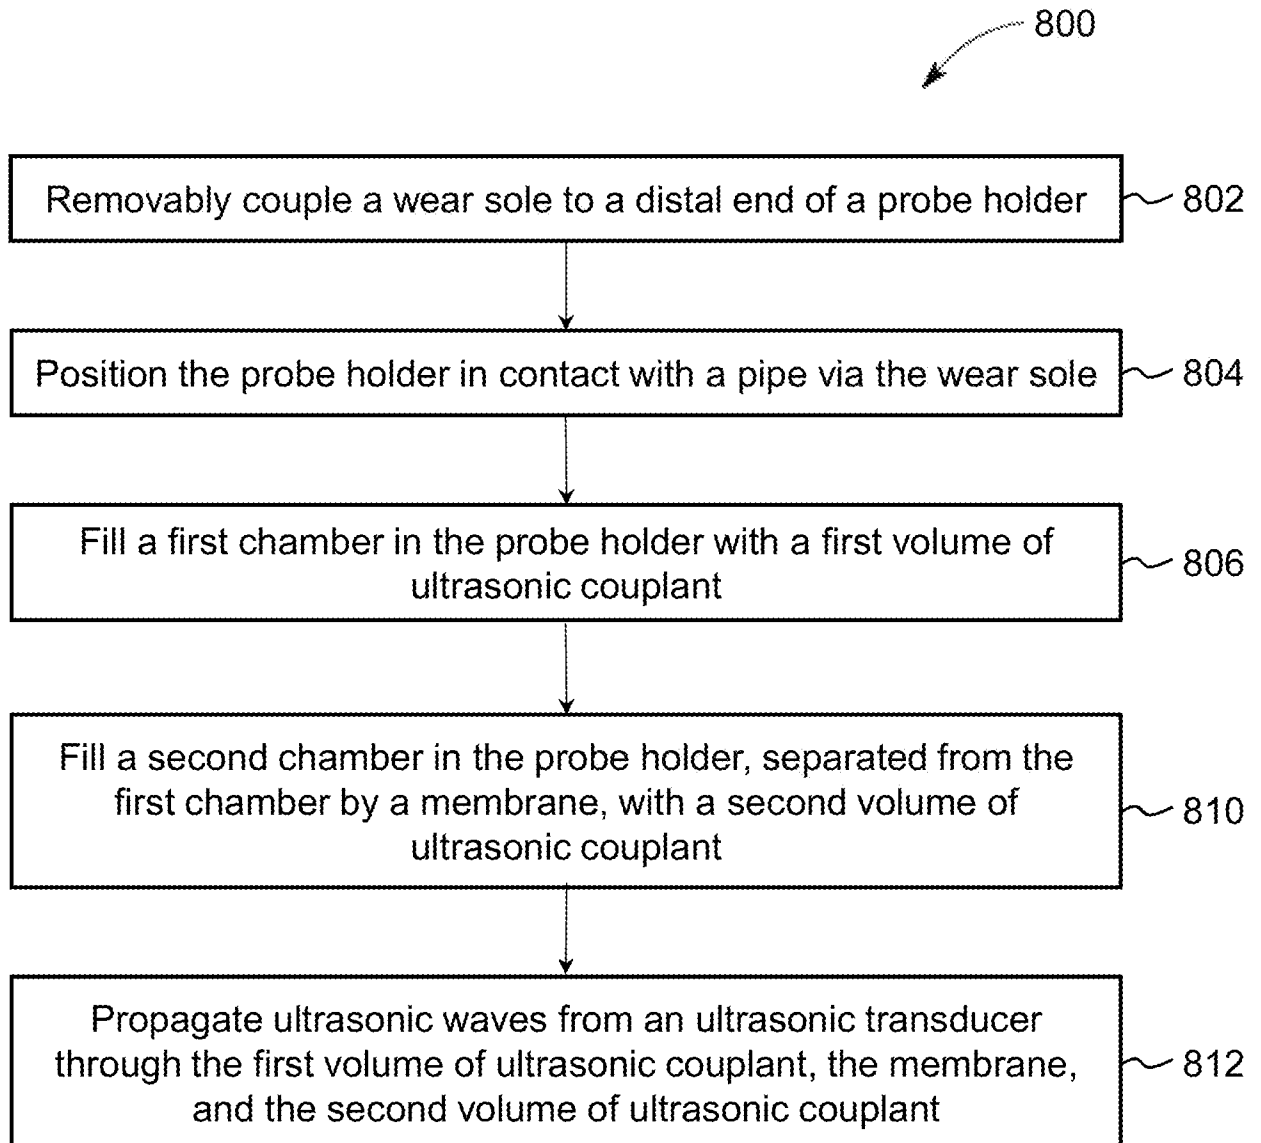 800
Removably couple a wear sole to a distal end of a probe holder
802
Position the probe holder in contact with a pipe via the wear sole
804
Fill a first chamber in the probe holder with a first volume of
ultrasonic couplant
806
Fill a second chamber in the probe holder, separated from the
first chamber by a membrane, with a second volume of
ultrasonic couplant
810
Propagate ultrasonic waves from an ultrasonic transducer
through the first volume of ultrasonic couplant, the membrane,
and the second volume of ultrasonic couplant
812